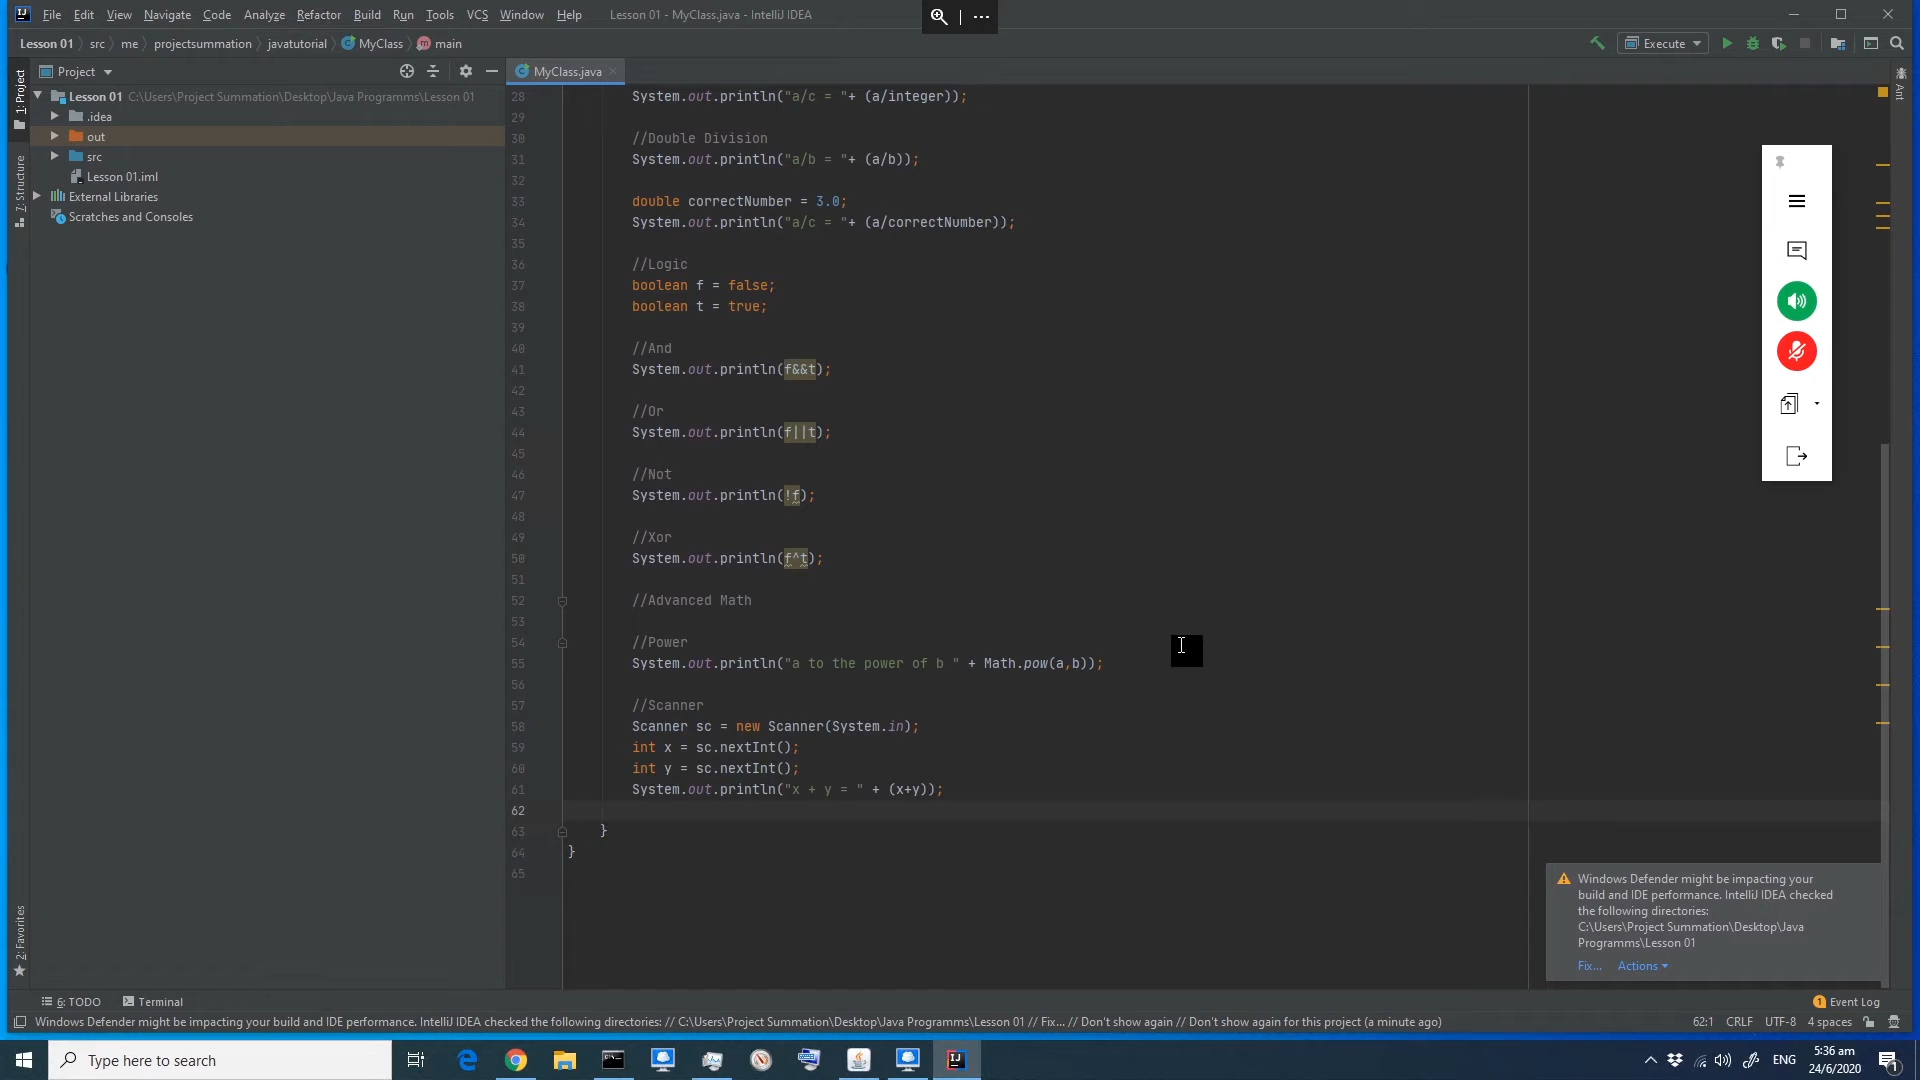 File Edit View Navigate Code Analyze Refactor Build Run Tools VCS Window Help Lesson 01 - MyClass.java - IntelliJ IDEA
Lesson 01 src me projectsummation javatutorial MyClass main Execute
Project MyClass.java
1: Project
Lesson 01 C:\Users\Project Summation\Desktop\Java Programms\Lesson 01
.idea
out
src
Lesson 01.iml
External Libraries
Scratches and Consoles
7: Structure
2: Favorites
Ant
28 System.out.println("a/c = "+ (a/integer));
29
30 //Double Division
31 System.out.println("a/b = "+ (a/b));
32
33 double correctNumber = 3.0;
34 System.out.println("a/c = "+ (a/correctNumber));
35
36 //Logic
37 boolean f = false;
38 boolean t = true;
39
40 //And
41 System.out.println(f&&t);
42
43 //Or
44 System.out.println(f||t);
45
46 //Not
47 System.out.println(!f);
48
49 //Xor
50 System.out.println(f^t);
51
52 //Advanced Math
53
54 //Power
55 System.out.println("a to the power of b " + Math.pow(a,b));
56
57 //Scanner
58 Scanner sc = new Scanner(System.in);
59 int x = sc.nextInt();
60 int y = sc.nextInt();
61 System.out.println("x + y = " + (x+y));
62
63 }
64 }
65
Windows Defender might be impacting your
build and IDE performance. IntelliJ IDEA checked
the following directories:
C:\Users\Project Summation\Desktop\Java
Programms\Lesson 01
Fix... Actions
6: TODO Terminal 1 Event Log
Windows Defender might be impacting your build and IDE performance. IntelliJ IDEA checked the following directories: // C:\Users\Project Summation\Desktop\Java Programms\Lesson 01 // Fix... // Don't show again // Don't show again for this project (a minute ago) 62:1 CRLF UTF-8 4 spaces
Type here to search ENG 5:36 am
24/6/2020 1